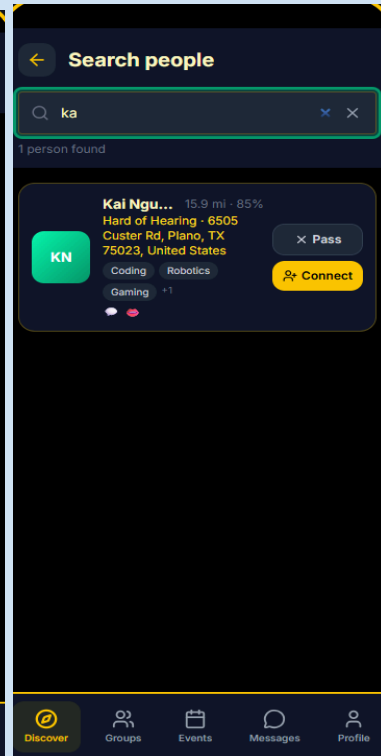 Search people
ka
1 person found
Kai Ngu... 15.9 mi · 85%
Hard of Hearing · 6505
Custer Rd, Plano, TX
75023, United States
KN
Pass
Connect
Coding Robotics
Gaming +1
Discover Groups Events Messages Profile